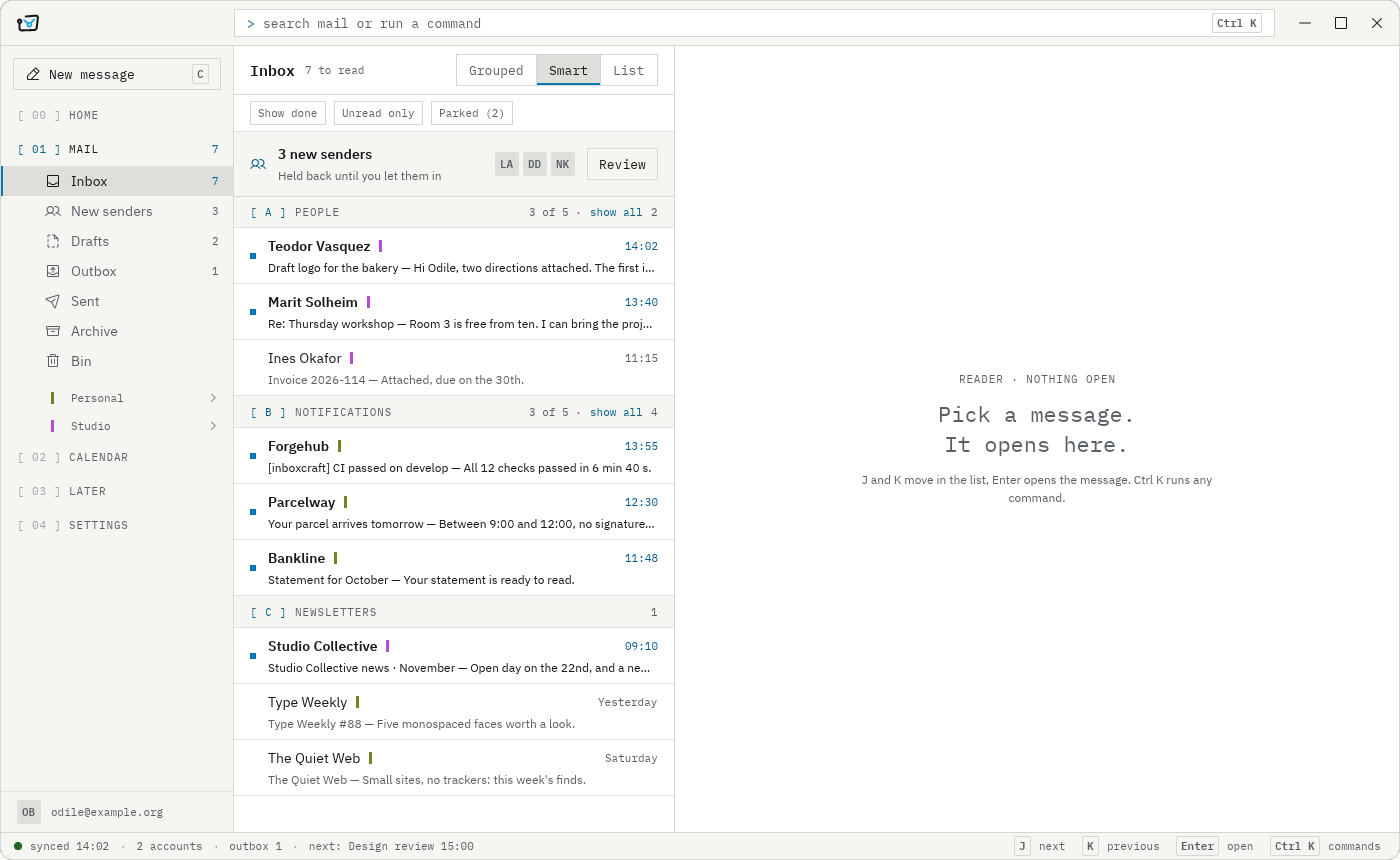 > search mail or run a command Ctrl K
New message C
[ 00 ] HOME
[ 01 ] MAIL 7
Inbox 7
New senders 3
Drafts 2
Outbox 1
Sent
Archive
Bin
Personal
Studio
[ 02 ] CALENDAR
[ 03 ] LATER
[ 04 ] SETTINGS
OB odile@example.org
Inbox 7 to read Grouped Smart List
Show done Unread only Parked (2)
3 new senders
Held back until you let them in
LA DD NK Review
[ A ] PEOPLE 3 of 5 · show all 2
Teodor Vasquez 14:02
Draft logo for the bakery — Hi Odile, two directions attached. The first i…
Marit Solheim 13:40
Re: Thursday workshop — Room 3 is free from ten. I can bring the proj…
Ines Okafor 11:15
Invoice 2026-114 — Attached, due on the 30th.
[ B ] NOTIFICATIONS 3 of 5 · show all 4
Forgehub 13:55
[inboxcraft] CI passed on develop — All 12 checks passed in 6 min 40 s.
Parcelway 12:30
Your parcel arrives tomorrow — Between 9:00 and 12:00, no signature…
Bankline 11:48
Statement for October — Your statement is ready to read.
[ C ] NEWSLETTERS 1
Studio Collective 09:10
Studio Collective news · November — Open day on the 22nd, and a ne…
Type Weekly Yesterday
Type Weekly #88 — Five monospaced faces worth a look.
The Quiet Web Saturday
The Quiet Web — Small sites, no trackers: this week's finds.
READER · NOTHING OPEN
Pick a message.
It opens here.
J and K move in the list, Enter opens the message. Ctrl K runs any
command.
synced 14:02 · 2 accounts · outbox 1 · next: Design review 15:00
J next K previous Enter open Ctrl K commands